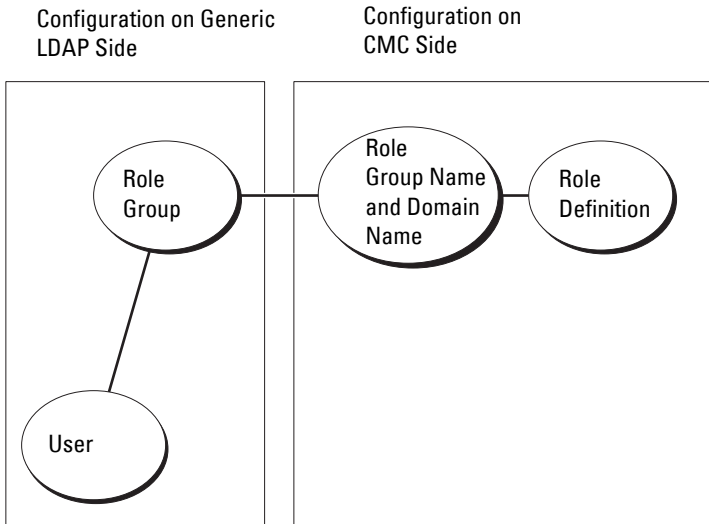 Configuration on Generic
LDAP Side
Configuration on
CMC Side
Role
Group
Role
Group Name
and Domain
Name
Role
Definition
User